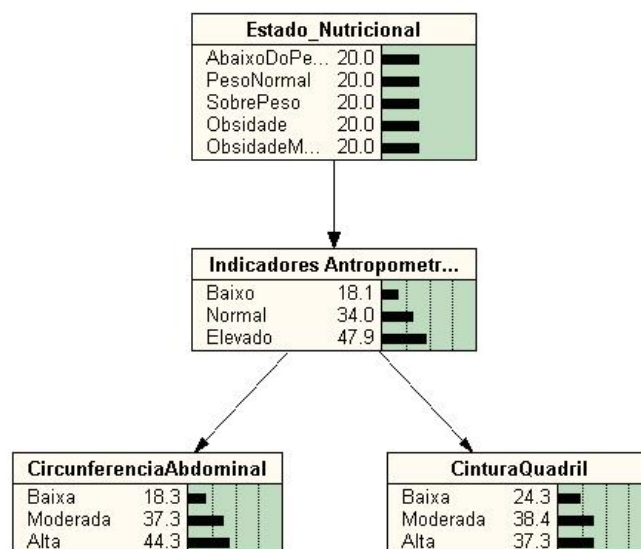 Estado_Nutricional
AbaixoDoPe... 20.0
PesoNormal 20.0
SobrePeso 20.0
Obsidade 20.0
ObsidadeM... 20.0
Indicadores Antropometr...
Baixo 18.1
Normal 34.0
Elevado 47.9
CircunferenciaAbdominal
Baixa 18.3
Moderada 37.3
Alta 44.3
CinturaQuadril
Baixa 24.3
Moderada 38.4
Alta 37.3